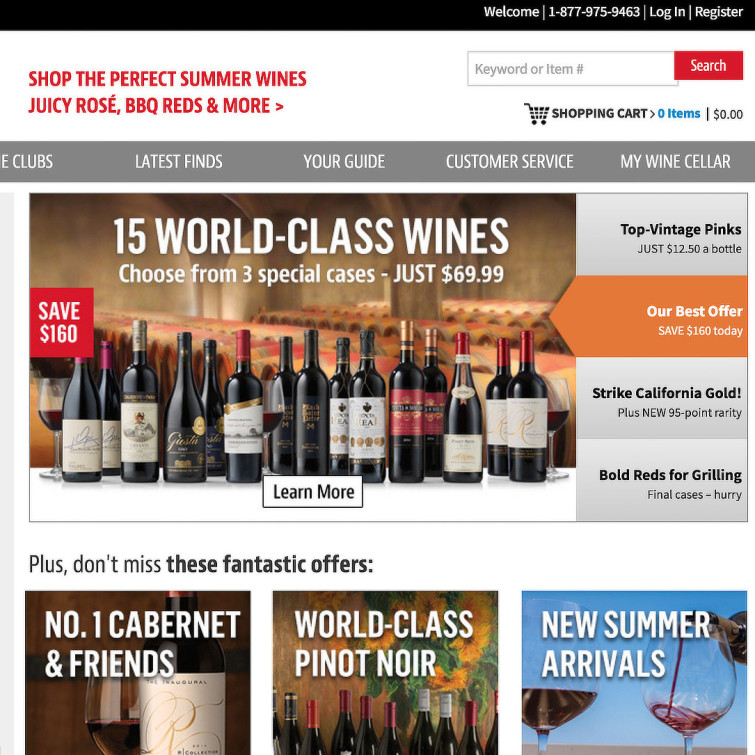 Welcome | 1-877-975-9463 | Log In | Register
SHOP THE PERFECT SUMMER WINES
JUICY ROSÉ, BBQ REDS & MORE >
Keyword or Item #
Search
SHOPPING CART > 0 Items | $0.00
E CLUBS
LATEST FINDS
YOUR GUIDE
CUSTOMER SERVICE
MY WINE CELLAR
15 WORLD-CLASS WINES
Choose from 3 special cases - JUST $69.99
SAVE
$160
Learn More
Top-Vintage Pinks
JUST $12.50 a bottle
Our Best Offer
SAVE $160 today
Strike California Gold!
Plus NEW 95-point rarity
Bold Reds for Grilling
Final cases – hurry
Plus, don't miss these fantastic offers:
NO. 1 CABERNET
& FRIENDS
THE INAUGURAL
WORLD-CLASS
PINOT NOIR
NEW SUMMER
ARRIVALS